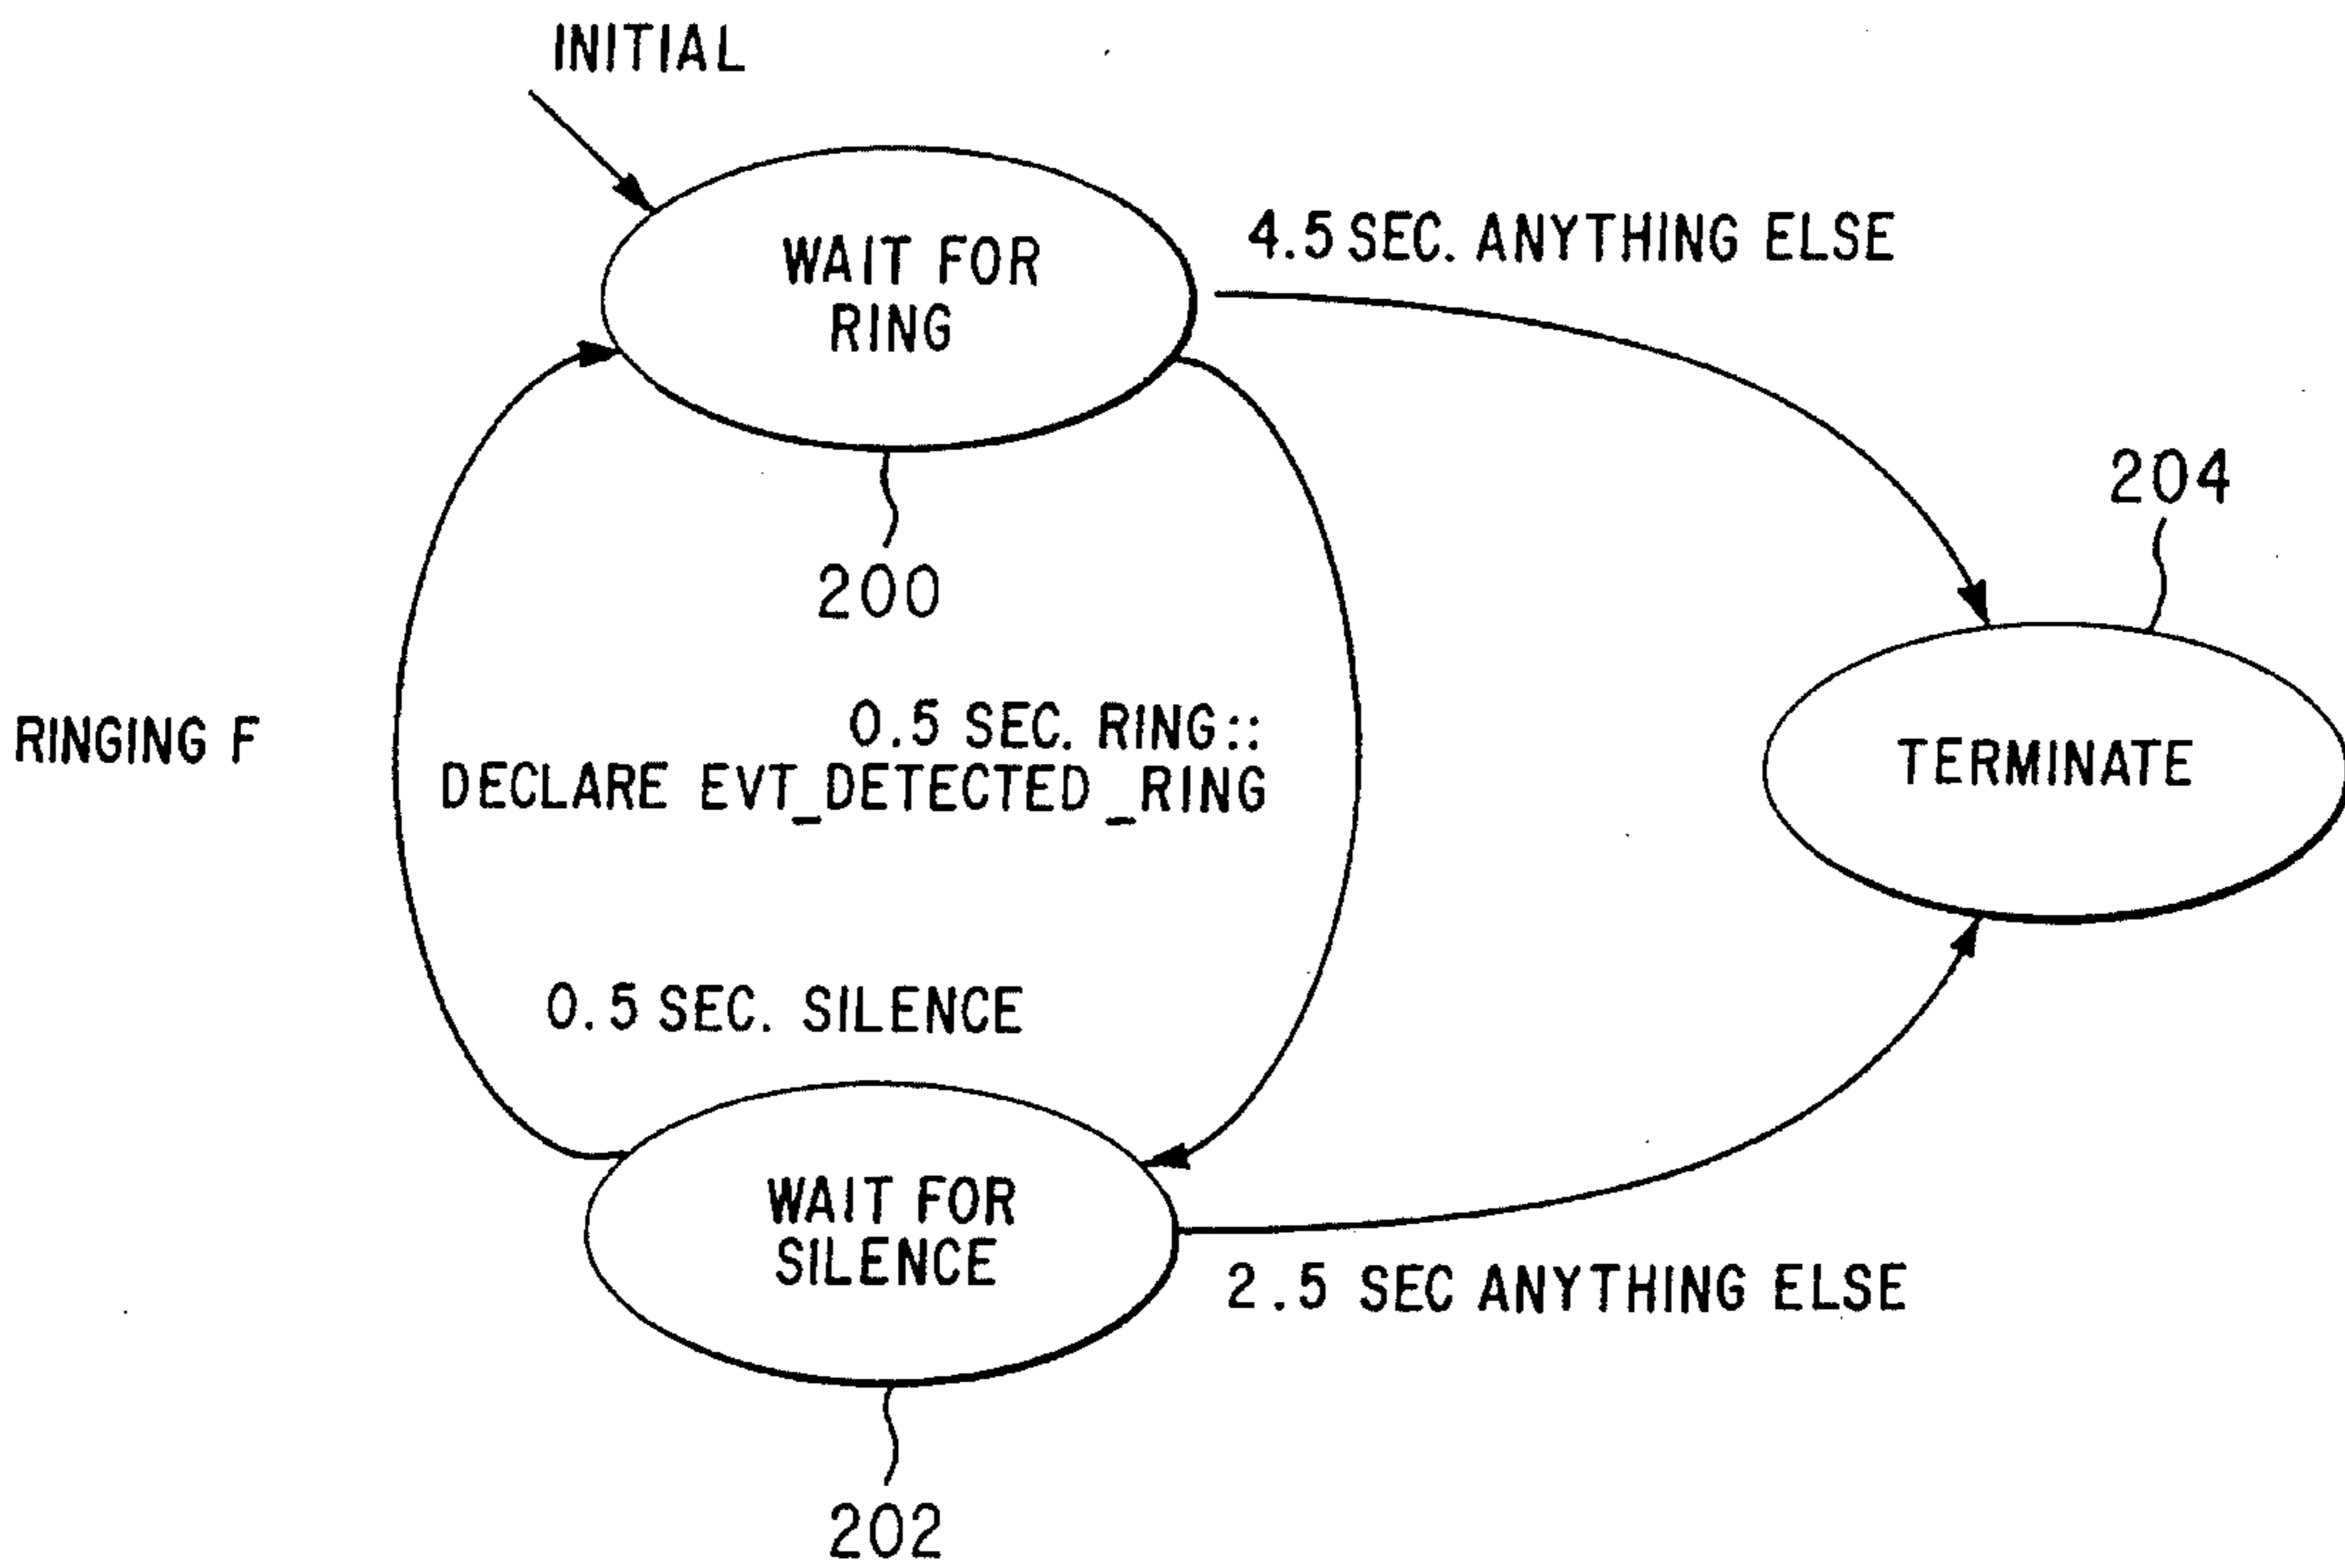 INITIAL
WAIT FOR
RING
4.5 SEC. ANYTHING ELSE
200
204
RINGING F
0.5 SEC. RING::
DECLARE EVT_DETECTED_RING
TERMINATE
0.5 SEC. SILENCE
WAIT FOR
SILENCE
2.5 SEC ANYTHING ELSE
202